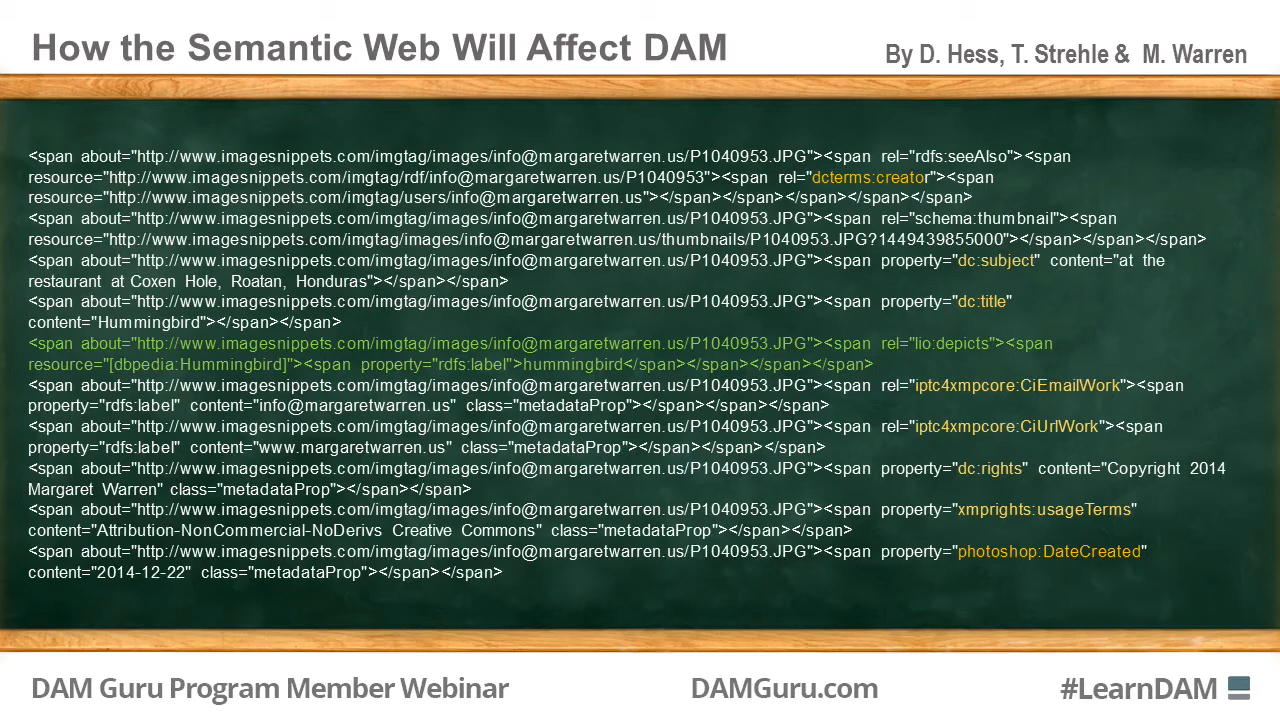 How the Semantic Web Will Affect DAM
By D. Hess, T. Strehle & M. Warren
<span about="http://www.imagesnippets.com/imgtag/images/info@margaretwarren.us/P1040953.JPG"><span rel="rdfs:seeAlso"><span
resource="http://www.imagesnippets.com/imgtag/rdf/info@margaretwarren.us/P1040953"><span rel="dcterms:creator"><span
resource="http://www.imagesnippets.com/imgtag/users/info@margaretwarren.us"></span></span></span></span></span>
<span about="http://www.imagesnippets.com/imgtag/images/info@margaretwarren.us/P1040953.JPG"><span rel="schema:thumbnail"><span
resource="http://www.imagesnippets.com/imgtag/images/info@margaretwarren.us/thumbnails/P1040953.JPG?1449439855000"></span></span></span>
<span about="http://www.imagesnippets.com/imgtag/images/info@margaretwarren.us/P1040953.JPG"><span property="dc:subject" content="at the
restaurant at Coxen Hole, Roatan, Honduras"></span></span>
<span about="http://www.imagesnippets.com/imgtag/images/info@margaretwarren.us/P1040953.JPG"><span property="dc:title"
content="Hummingbird"></span></span>
<span about="http://www.imagesnippets.com/imgtag/images/info@margaretwarren.us/P1040953.JPG"><span rel="lio:depicts"><span
resource="[dbpedia:Hummingbird]"><span property="rdfs:label">hummingbird</span></span></span></span>
<span about="http://www.imagesnippets.com/imgtag/images/info@margaretwarren.us/P1040953.JPG"><span rel="iptc4xmpcore:CiEmailWork"><span
property="rdfs:label" content="info@margaretwarren.us" class="metadataProp"></span></span></span>
<span about="http://www.imagesnippets.com/imgtag/images/info@margaretwarren.us/P1040953.JPG"><span rel="iptc4xmpcore:CiUrlWork"><span
property="rdfs:label" content="www.margaretwarren.us" class="metadataProp"></span></span></span>
<span about="http://www.imagesnippets.com/imgtag/images/info@margaretwarren.us/P1040953.JPG"><span property="dc:rights" content="Copyright 2014
Margaret Warren" class="metadataProp"></span></span>
<span about="http://www.imagesnippets.com/imgtag/images/info@margaretwarren.us/P1040953.JPG"><span property="xmprights:usageTerms"
content="Attribution-NonCommercial-NoDerivs Creative Commons" class="metadataProp"></span></span>
<span about="http://www.imagesnippets.com/imgtag/images/info@margaretwarren.us/P1040953.JPG"><span property="photoshop:DateCreated"
content="2014-12-22" class="metadataProp"></span></span>
DAM Guru Program Member Webinar
DAMGuru.com
#LearnDAM